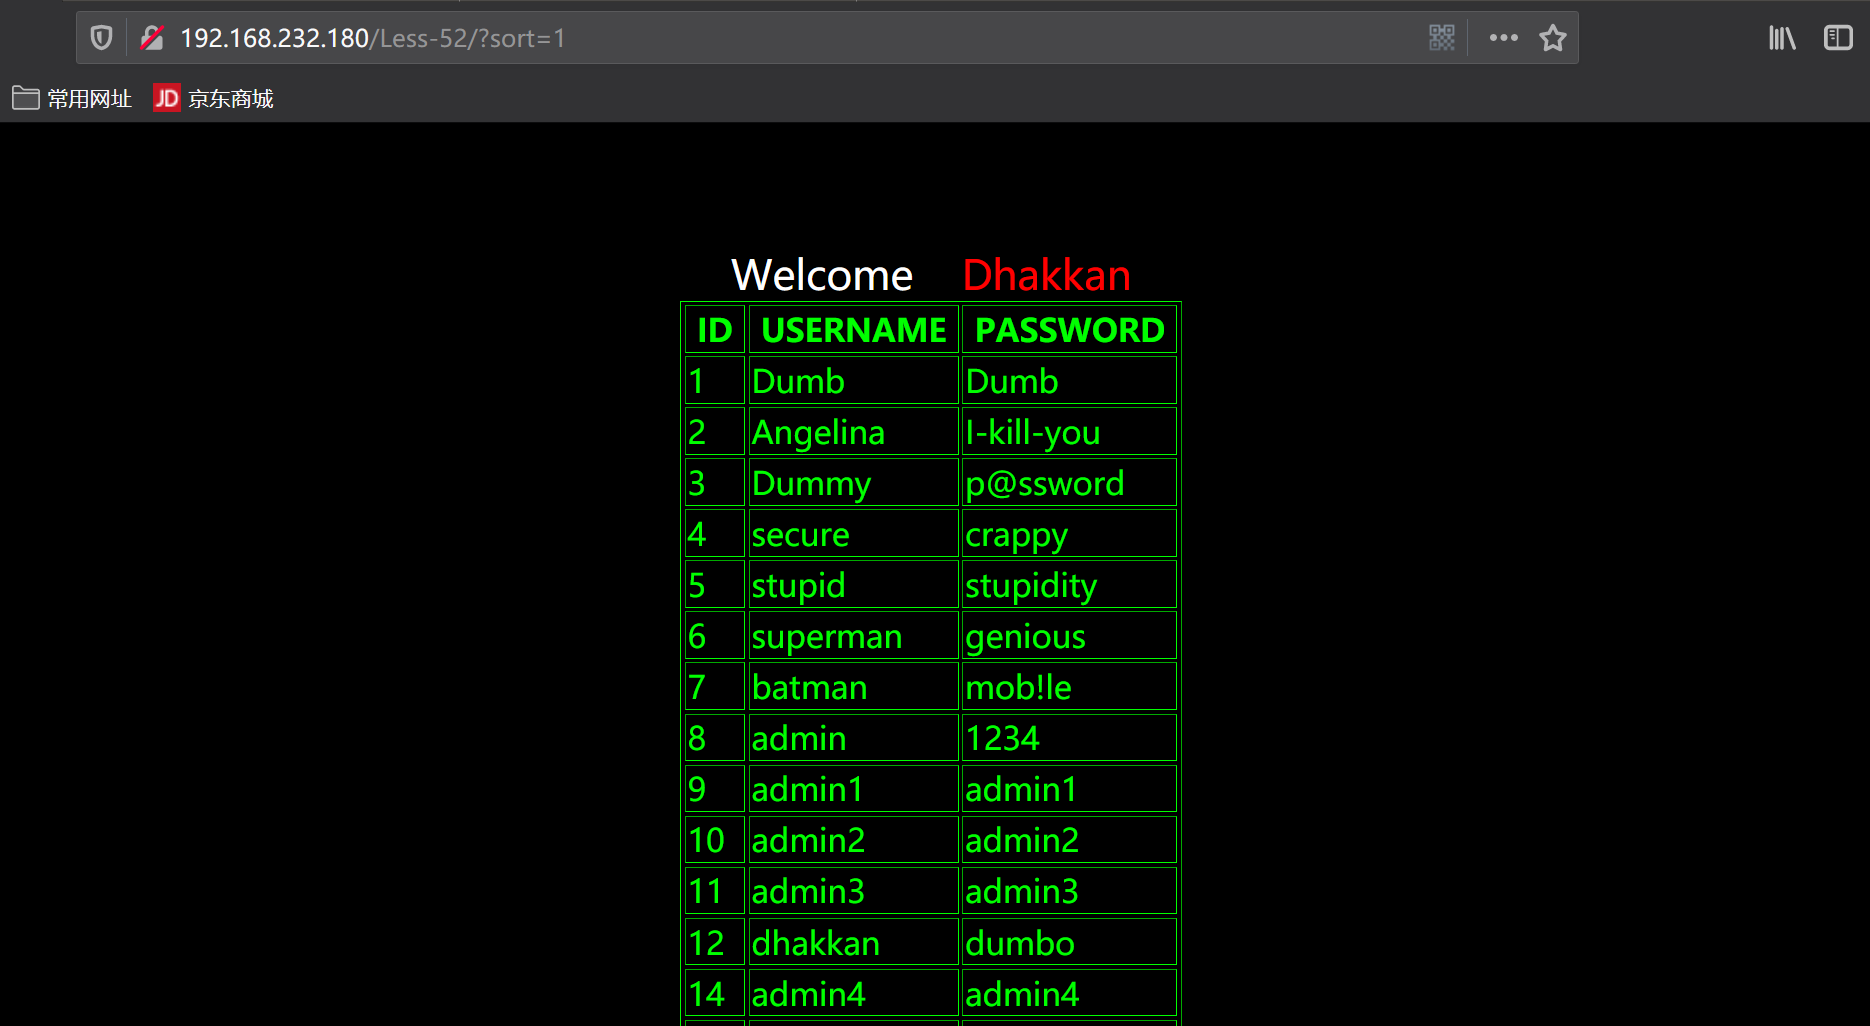 192.168.232.180/Less-52/?sort=1
常用网址 JD 京东商城
Welcome Dhakkan
ID USERNAME PASSWORD
1 Dumb Dumb
2 Angelina I-kill-you
3 Dummy p@ssword
4 secure crappy
5 stupid stupidity
6 superman genious
7 batman mob!le
8 admin 1234
9 admin1 admin1
10 admin2 admin2
11 admin3 admin3
12 dhakkan dumbo
14 admin4 admin4